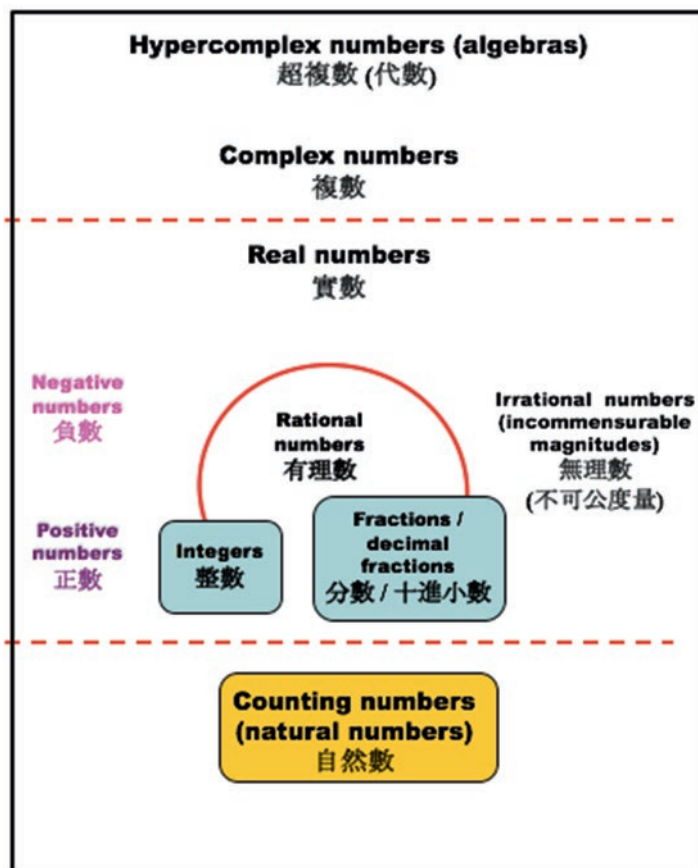 Hypercomplex numbers (algebras)
超複數 (代數)
Complex numbers
複數
Real numbers
實數
Negative
numbers
負數
Rational
numbers
有理數
Irrational numbers
(incommensurable
magnitudes)
無理數
(不可公度量)
Positive
numbers
正數
Integers
整數
Fractions /
decimal
fractions
分數 / 十進小數
Counting numbers
(natural numbers)
自然數